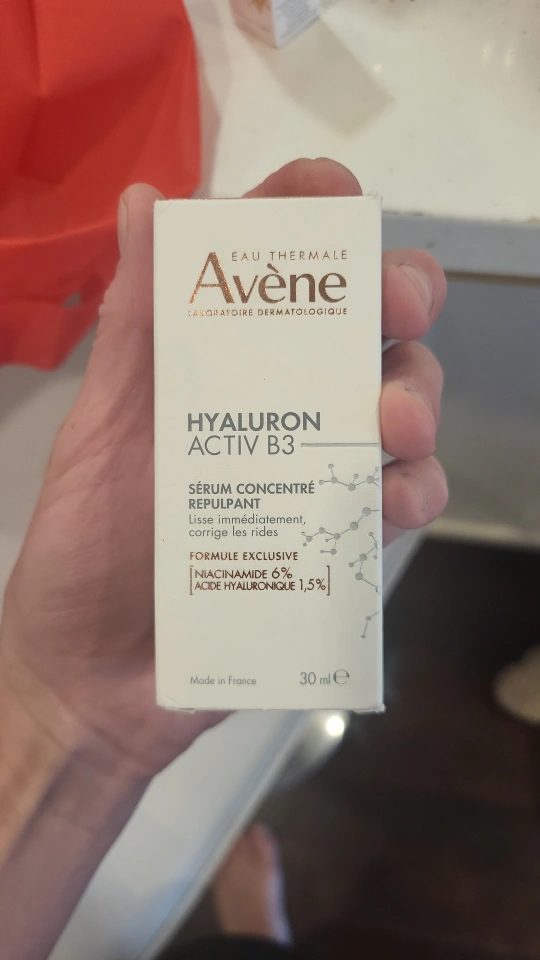 EAU THERMALE
Avène
LABORATOIRE DERMATOLOGIQUE
HYALURON
ACTIV B3
SÉRUM CONCENTRÉ
REPULPANT
Lisse immédiatement,
corrige les rides
FORMULE EXCLUSIVE
[NIACINAMIDE 6%
ACIDE HYALURONIQUE 1,5%]
Made in France
30 ml ℮